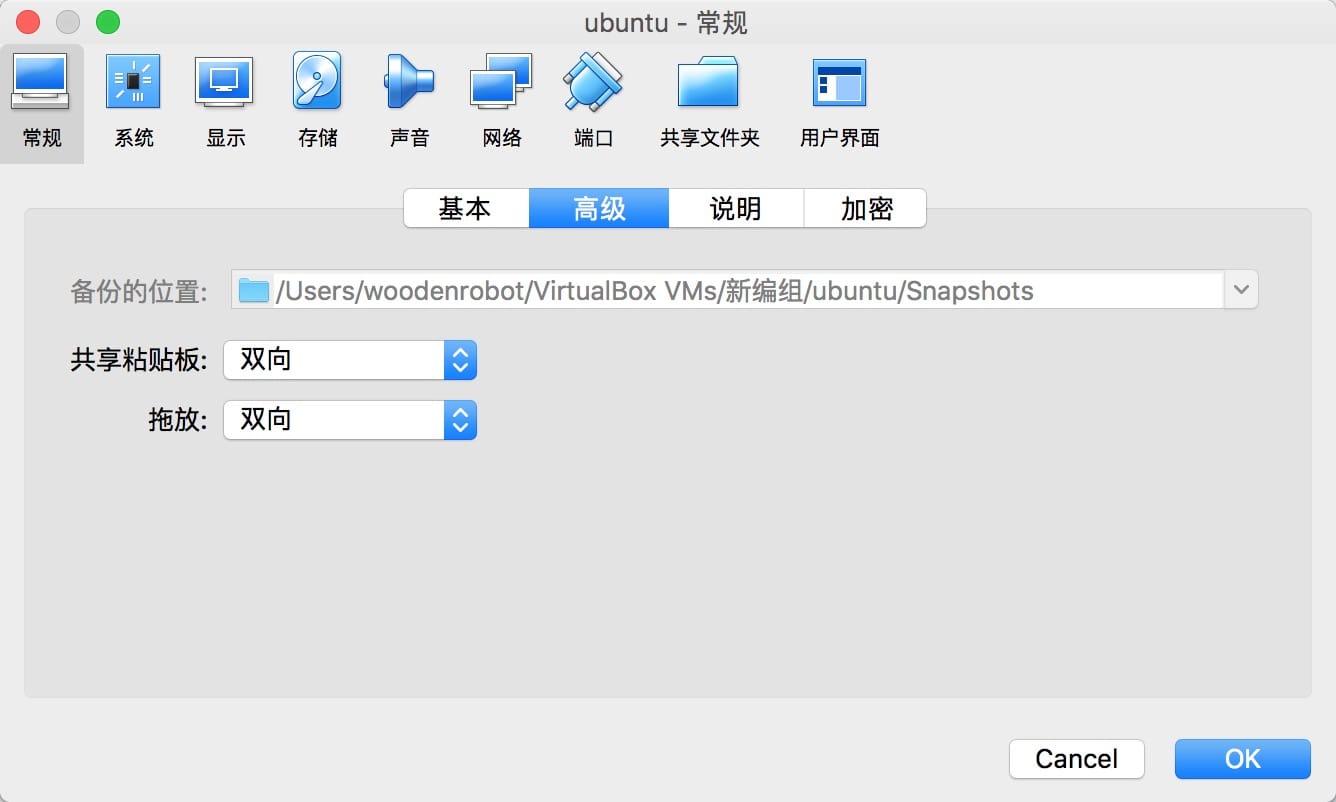 ubuntu - 常规
常规 系统 显示 存储 声音 网络 端口 共享文件夹 用户界面
基本 高级 说明 加密
备份的位置: /Users/woodenrobot/VirtualBox VMs/新编组/ubuntu/Snapshots
共享粘贴板: 双向
拖放: 双向
Cancel OK